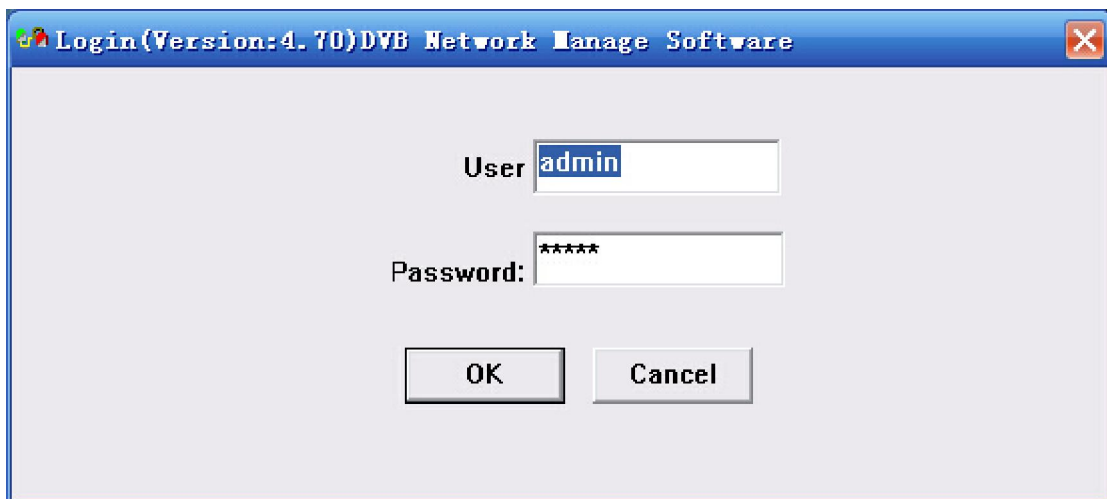 Login(Version:4.70)DVB Network Manage Software
User admin
Password: *****
OK Cancel